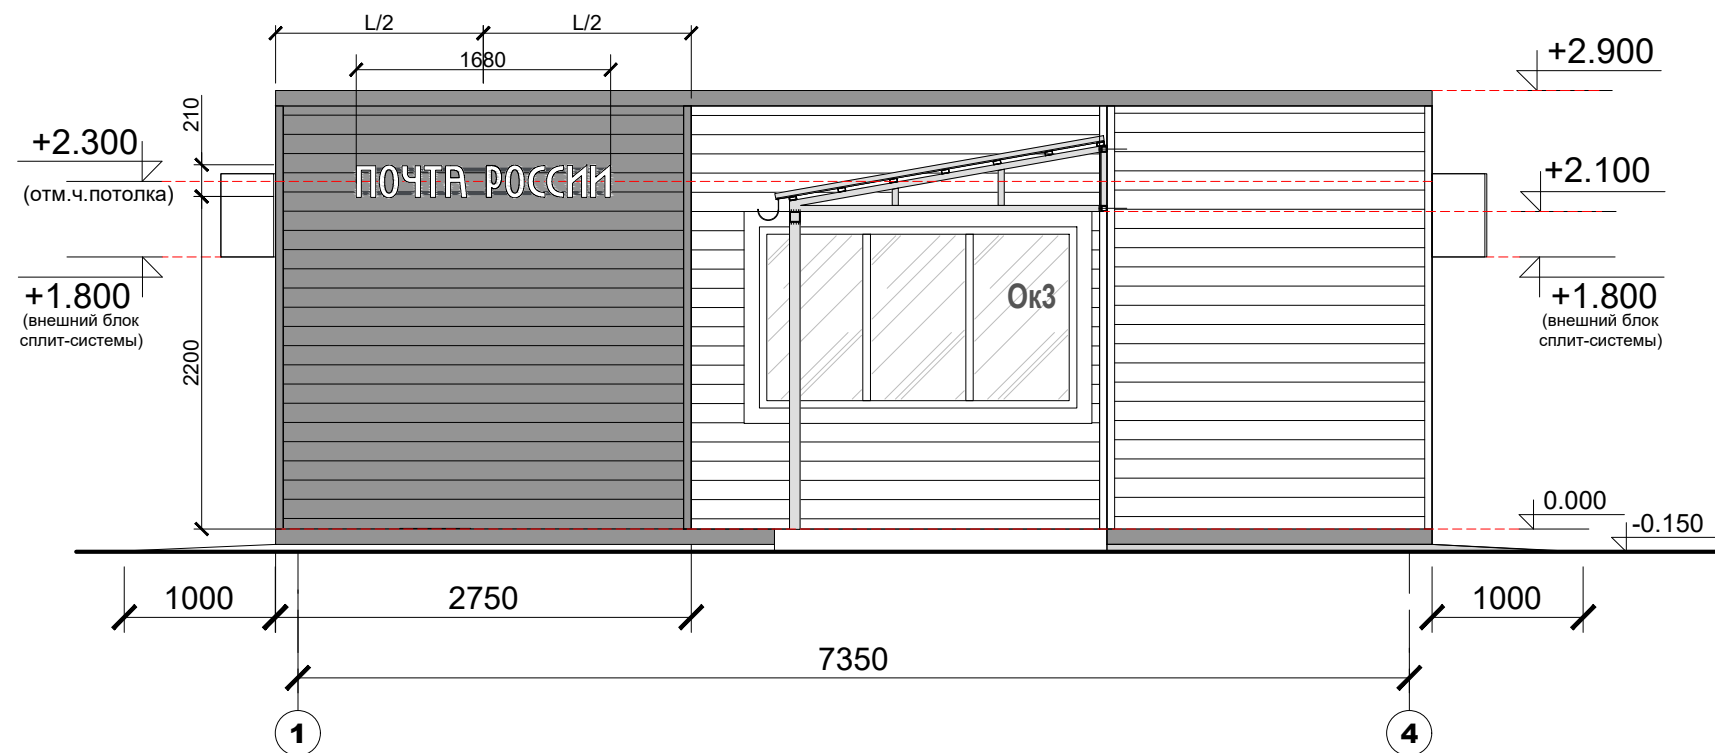 L/2
L/2
1680
+2.900
210
+2.300
(отм.ч.потолка)
ПОЧТА РОССИИ
+2.100
+1.800
(внешний блок
сплит-системы)
Ок3
+1.800
(внешний блок
сплит-системы)
2200
0.000
-0.150
1000
2750
1000
7350
1
4